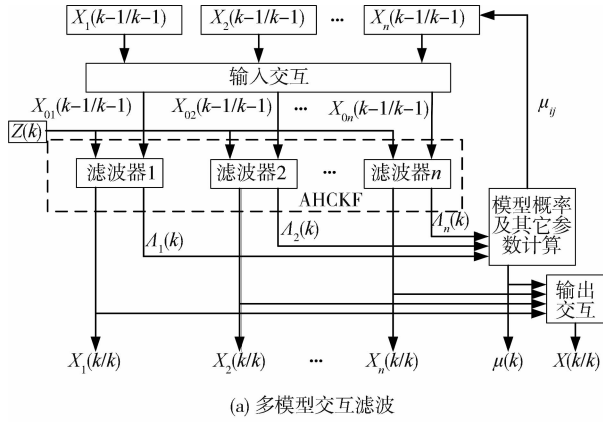 X₁(k-1/k-1) X₂(k-1/k-1) ... Xₙ(k-1/k-1)
输入交互
μᵢⱼ
X₀₁(k-1/k-1) X₀₂(k-1/k-1) ... X₀ₙ(k-1/k-1)
Z(k)
滤波器1 滤波器2 ... 滤波器n
AHCKF
Λ₁(k) Λ₂(k) Λₙ(k)
模型概率
及其它参
数计算
输出
交互
X₁(k/k) X₂(k/k) ... Xₙ(k/k) μ(k) X(k/k)
(a) 多模型交互滤波